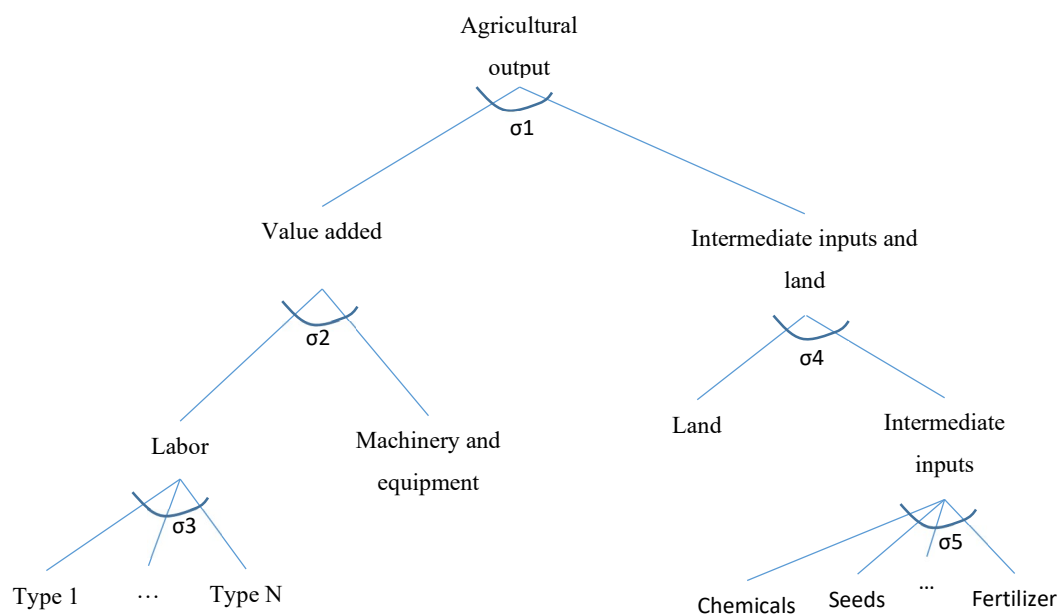 Agricultural
output
σ1
Value added
Intermediate inputs and
land
σ2
σ4
Labor
Machinery and
equipment
Land
Intermediate
inputs
σ3
σ5
Type 1
...
Type N
Chemicals
Seeds
...
Fertilizer